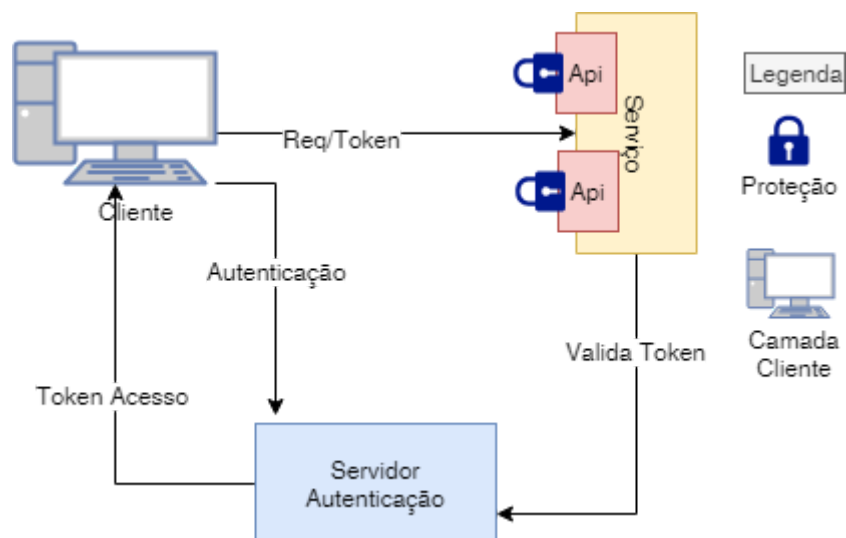 Api
Serviço
Api
Legenda
Req/Token
Proteção
Cliente
Autenticação
Valida Token
Camada
Cliente
Token Acesso
Servidor
Autenticação